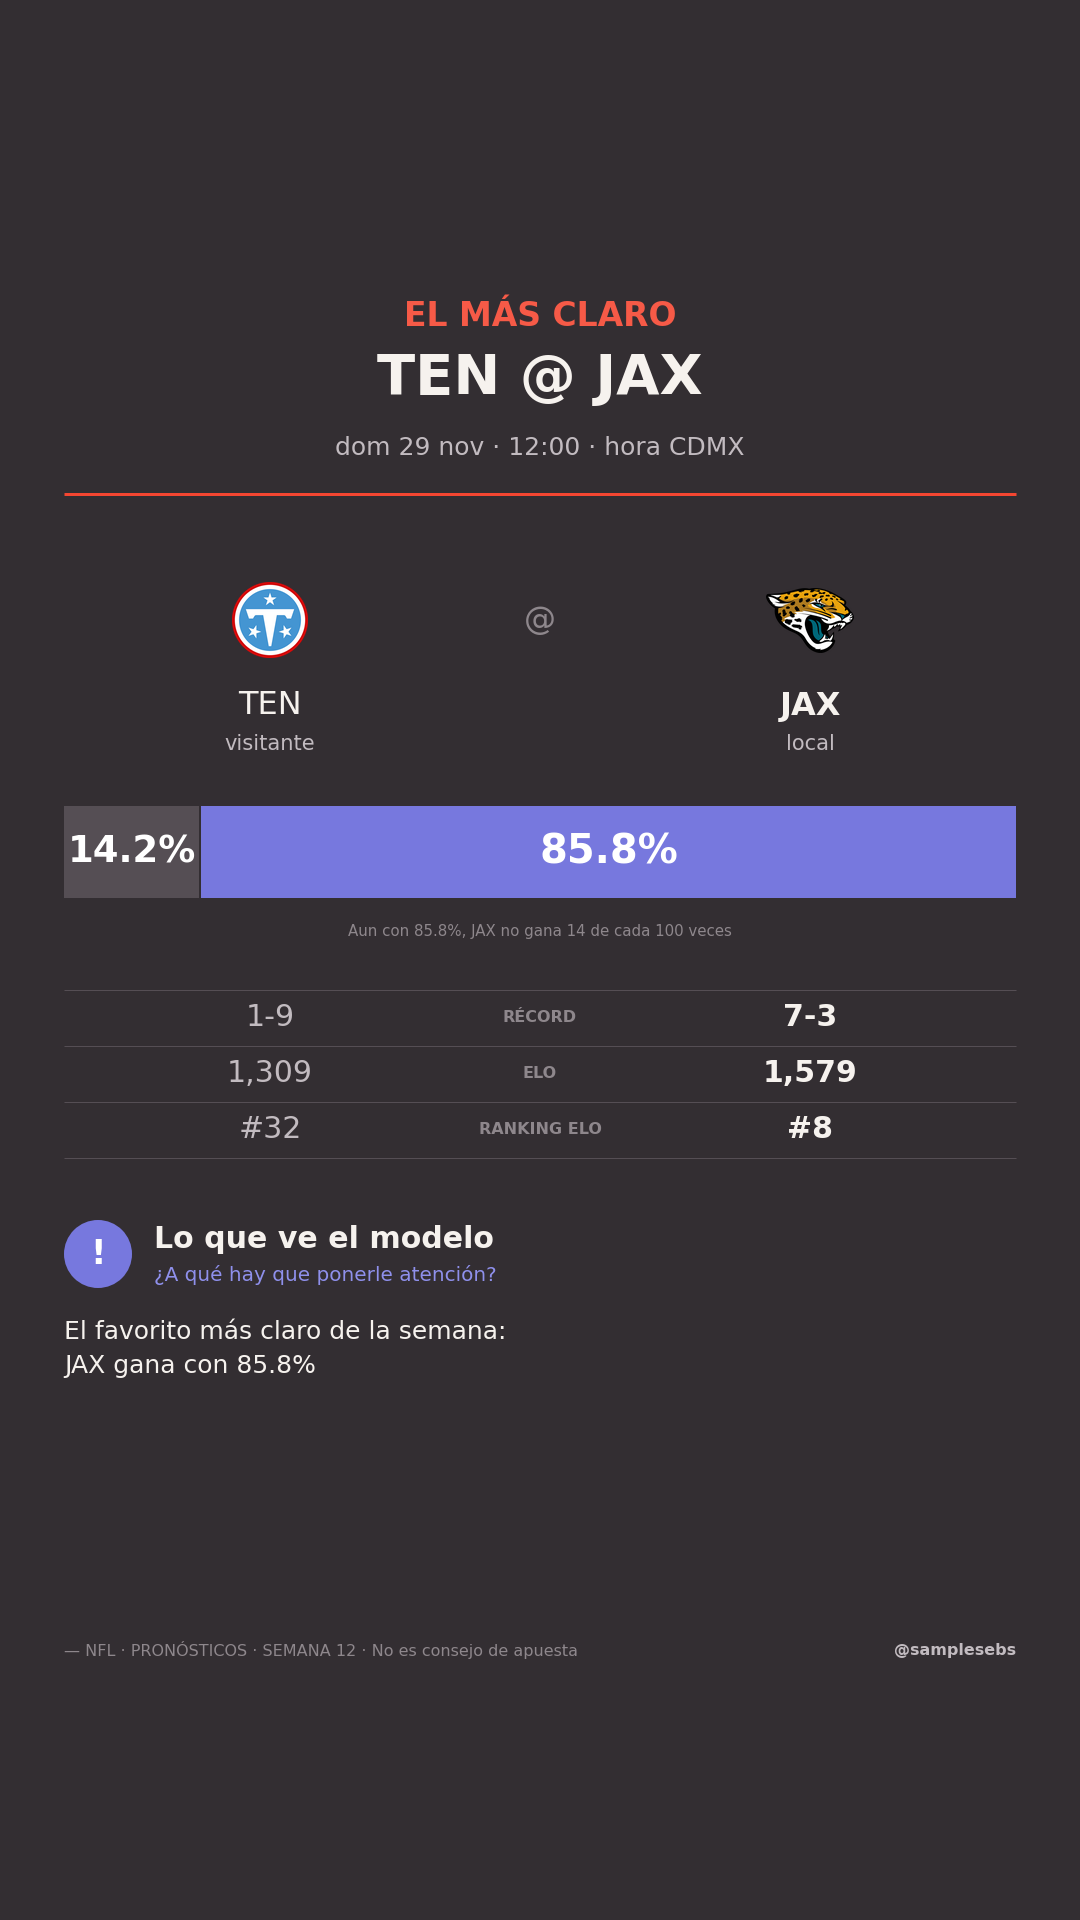 EL MÁS CLARO
TEN @ JAX
dom 29 nov · 12:00 · hora CDMX
@
TEN
JAX
visitante
local
14.2%
85.8%
Aun con 85.8%, JAX no gana 14 de cada 100 veces
1-9 RÉCORD 7-3
1,309 ELO 1,579
#32 RANKING ELO #8
!
Lo que ve el modelo
¿A qué hay que ponerle atención?
El favorito más claro de la semana:
JAX gana con 85.8%
— NFL · PRONÓSTICOS · SEMANA 12 · No es consejo de apuesta
@samplesebs